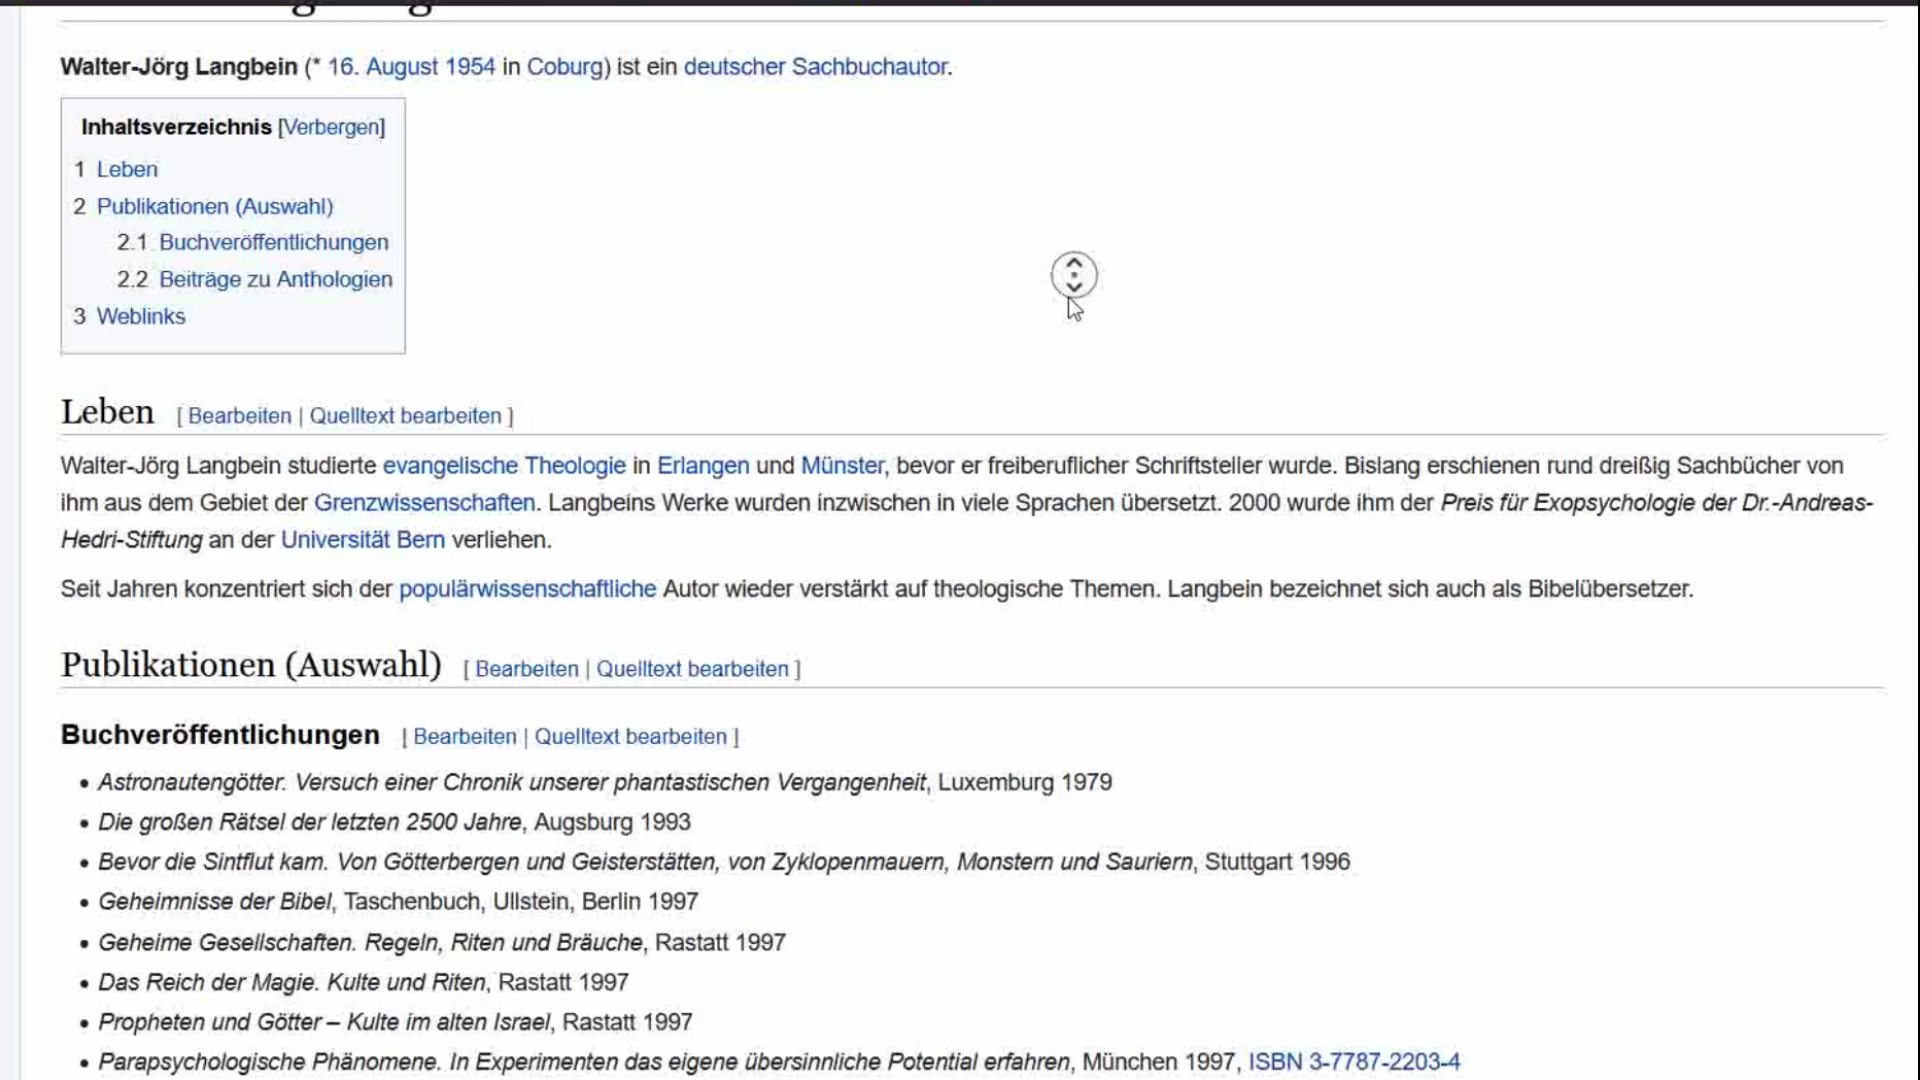 Walter-Jörg Langbein (* 16. August 1954 in Coburg) ist ein deutscher Sachbuchautor.
Inhaltsverzeichnis [Verbergen]
1 Leben
2 Publikationen (Auswahl)
2.1 Buchveröffentlichungen
2.2 Beiträge zu Anthologien
3 Weblinks
Leben [ Bearbeiten | Quelltext bearbeiten ]
Walter-Jörg Langbein studierte evangelische Theologie in Erlangen und Münster, bevor er freiberuflicher Schriftsteller wurde. Bislang erschienen rund dreißig Sachbücher von
ihm aus dem Gebiet der Grenzwissenschaften. Langbeins Werke wurden inzwischen in viele Sprachen übersetzt. 2000 wurde ihm der Preis für Exopsychologie der Dr.-Andreas-
Hedri-Stiftung an der Universität Bern verliehen.
Seit Jahren konzentriert sich der populärwissenschaftliche Autor wieder verstärkt auf theologische Themen. Langbein bezeichnet sich auch als Bibelübersetzer.
Publikationen (Auswahl) [ Bearbeiten | Quelltext bearbeiten ]
Buchveröffentlichungen [ Bearbeiten | Quelltext bearbeiten ]
• Astronautengötter. Versuch einer Chronik unserer phantastischen Vergangenheit, Luxemburg 1979
• Die großen Rätsel der letzten 2500 Jahre, Augsburg 1993
• Bevor die Sintflut kam. Von Götterbergen und Geisterstätten, von Zyklopenmauern, Monstern und Sauriern, Stuttgart 1996
• Geheimnisse der Bibel, Taschenbuch, Ullstein, Berlin 1997
• Geheime Gesellschaften. Regeln, Riten und Bräuche, Rastatt 1997
• Das Reich der Magie. Kulte und Riten, Rastatt 1997
• Propheten und Götter – Kulte im alten Israel, Rastatt 1997
• Parapsychologische Phänomene. In Experimenten das eigene übersinnliche Potential erfahren, München 1997, ISBN 3-7787-2203-4